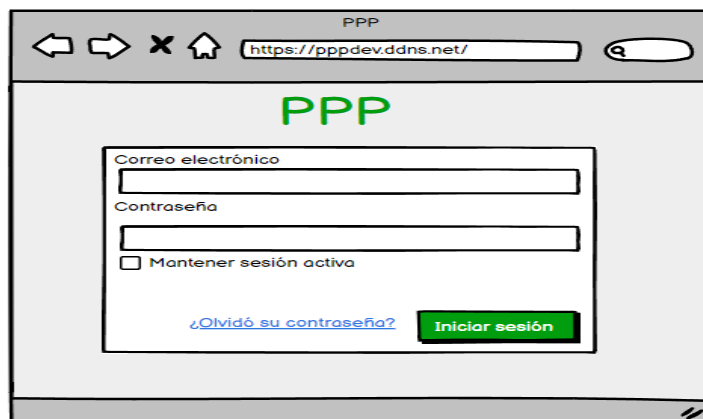 PPP
https://pppdev.ddns.net/
PPP
Correo electrónico
Contraseña
Mantener sesión activa
¿Olvidó su contraseña?
Iniciar sesión